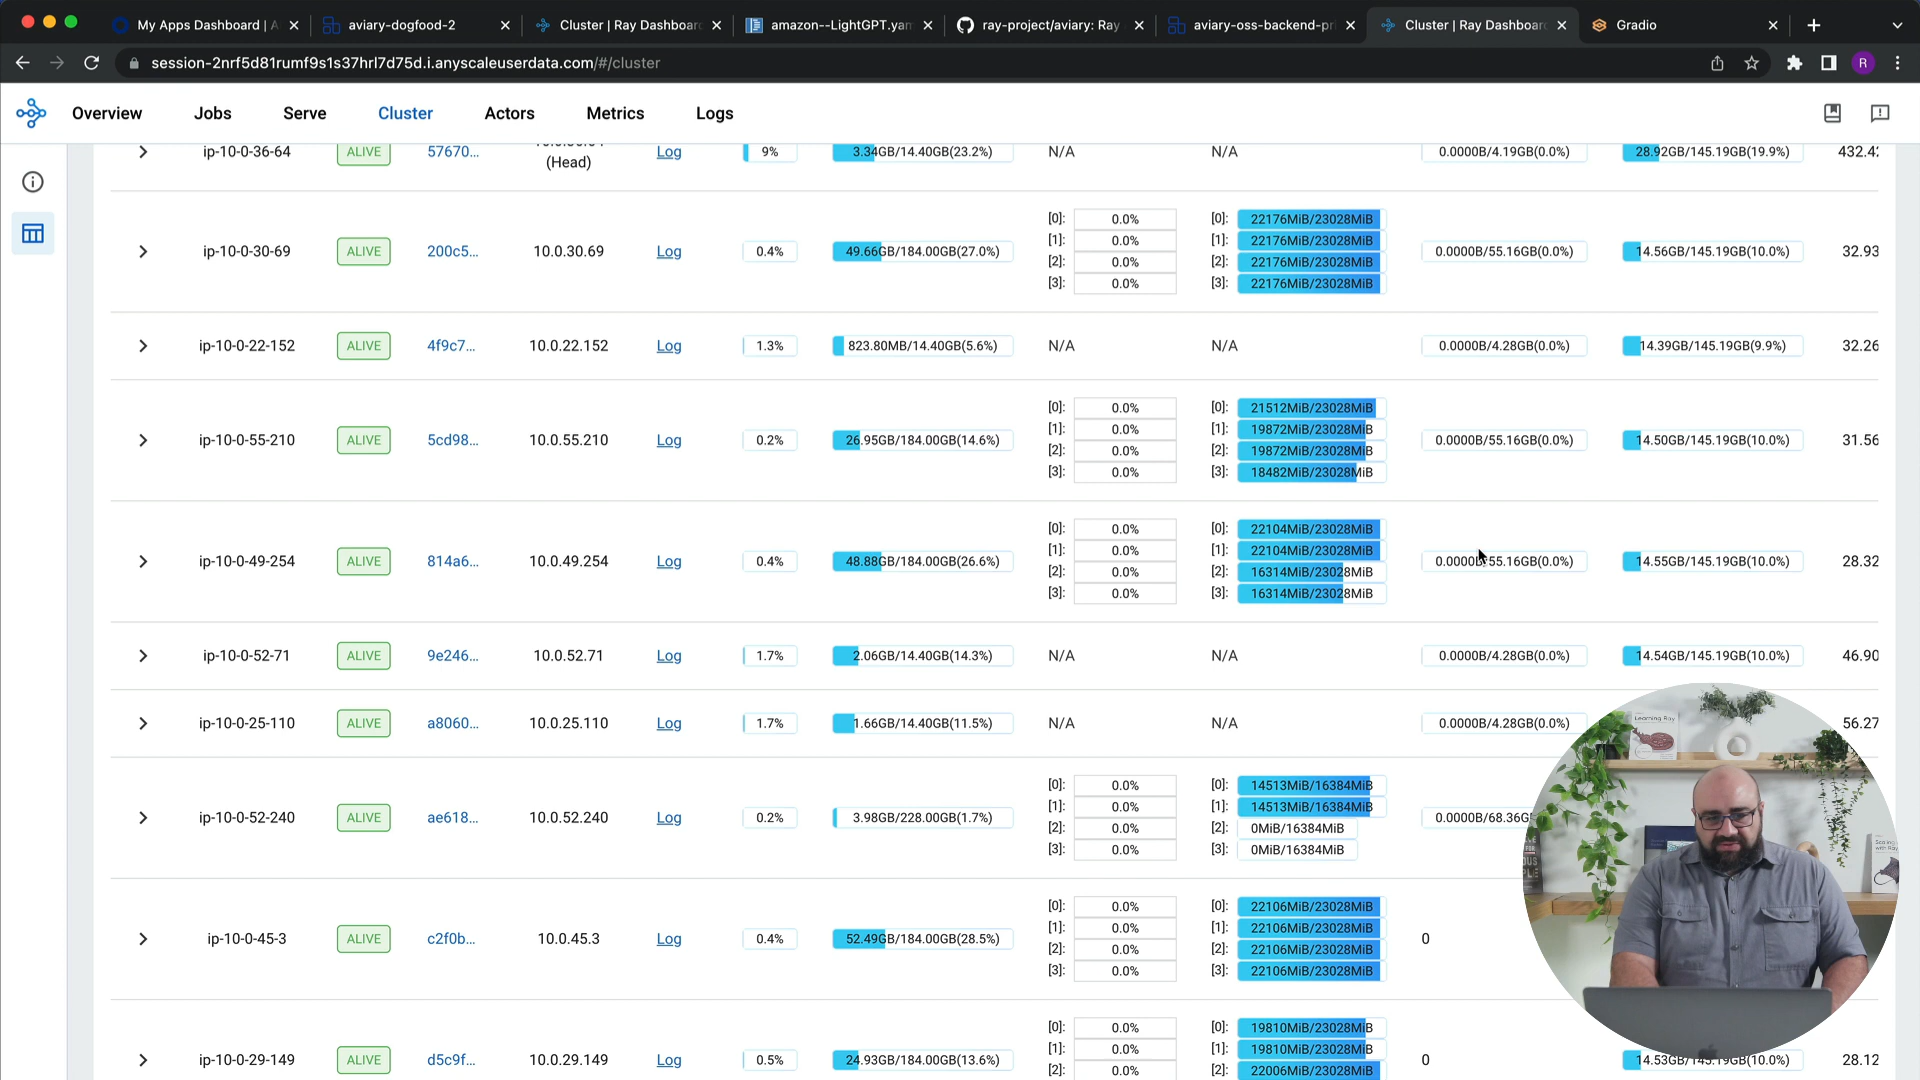 My Apps Dashboard | A
aviary-dogfood-2
Cluster | Ray Dashboard
amazon--LightGPT.yam
ray-project/aviary: Ray
aviary-oss-backend-pr
Cluster | Ray Dashboard
Gradio
session-2nrf5d81rumf9s1s37hrl7d75d.i.anyscaleuserdata.com/#/cluster
R
Overview Jobs Serve Cluster Actors Metrics Logs
ip-10-0-36-64 ALIVE 57670... (Head) Log 9% 3.34GB/14.40GB(23.2%) N/A N/A 0.0000B/4.19GB(0.0%) 28.92GB/145.19GB(19.9%) 432.42
[0]: 0.0% [0]: 22176MiB/23028MiB
[1]: 0.0% [1]: 22176MiB/23028MiB
ip-10-0-30-69 ALIVE 200c5... 10.0.30.69 Log 0.4% 49.66GB/184.00GB(27.0%) 0.0000B/55.16GB(0.0%) 14.56GB/145.19GB(10.0%) 32.93
[2]: 0.0% [2]: 22176MiB/23028MiB
[3]: 0.0% [3]: 22176MiB/23028MiB
ip-10-0-22-152 ALIVE 4f9c7... 10.0.22.152 Log 1.3% 823.80MB/14.40GB(5.6%) N/A N/A 0.0000B/4.28GB(0.0%) 14.39GB/145.19GB(9.9%) 32.26
[0]: 0.0% [0]: 21512MiB/23028MiB
[1]: 0.0% [1]: 19872MiB/23028MiB
ip-10-0-55-210 ALIVE 5cd98... 10.0.55.210 Log 0.2% 26.95GB/184.00GB(14.6%) 0.0000B/55.16GB(0.0%) 14.50GB/145.19GB(10.0%) 31.56
[2]: 0.0% [2]: 19872MiB/23028MiB
[3]: 0.0% [3]: 18482MiB/23028MiB
[0]: 0.0% [0]: 22104MiB/23028MiB
[1]: 0.0% [1]: 22104MiB/23028MiB
ip-10-0-49-254 ALIVE 814a6... 10.0.49.254 Log 0.4% 48.88GB/184.00GB(26.6%) 0.0000B/55.16GB(0.0%) 14.55GB/145.19GB(10.0%) 28.32
[2]: 0.0% [2]: 16314MiB/23028MiB
[3]: 0.0% [3]: 16314MiB/23028MiB
ip-10-0-52-71 ALIVE 9e246... 10.0.52.71 Log 1.7% 2.06GB/14.40GB(14.3%) N/A N/A 0.0000B/4.28GB(0.0%) 14.54GB/145.19GB(10.0%) 46.90
ip-10-0-25-110 ALIVE a8060... 10.0.25.110 Log 1.7% 1.66GB/14.40GB(11.5%) N/A N/A 0.0000B/4.28GB(0.0%) 56.27
[0]: 0.0% [0]: 14513MiB/16384MiB
[1]: 0.0% [1]: 14513MiB/16384MiB
ip-10-0-52-240 ALIVE ae618... 10.0.52.240 Log 0.2% 3.98GB/228.00GB(1.7%) 0.0000B/68.36G
[2]: 0.0% [2]: 0MiB/16384MiB
[3]: 0.0% [3]: 0MiB/16384MiB
[0]: 0.0% [0]: 22106MiB/23028MiB
[1]: 0.0% [1]: 22106MiB/23028MiB
ip-10-0-45-3 ALIVE c2f0b... 10.0.45.3 Log 0.4% 52.49GB/184.00GB(28.5%) 0
[2]: 0.0% [2]: 22106MiB/23028MiB
[3]: 0.0% [3]: 22106MiB/23028MiB
[0]: 0.0% [0]: 19810MiB/23028MiB
[1]: 0.0% [1]: 19810MiB/23028MiB
ip-10-0-29-149 ALIVE d5c9f... 10.0.29.149 Log 0.5% 24.93GB/184.00GB(13.6%) 0 14.53GB/145.19GB(10.0%) 28.12
[2]: 0.0% [2]: 22006MiB/23028MiB
Learning Ray